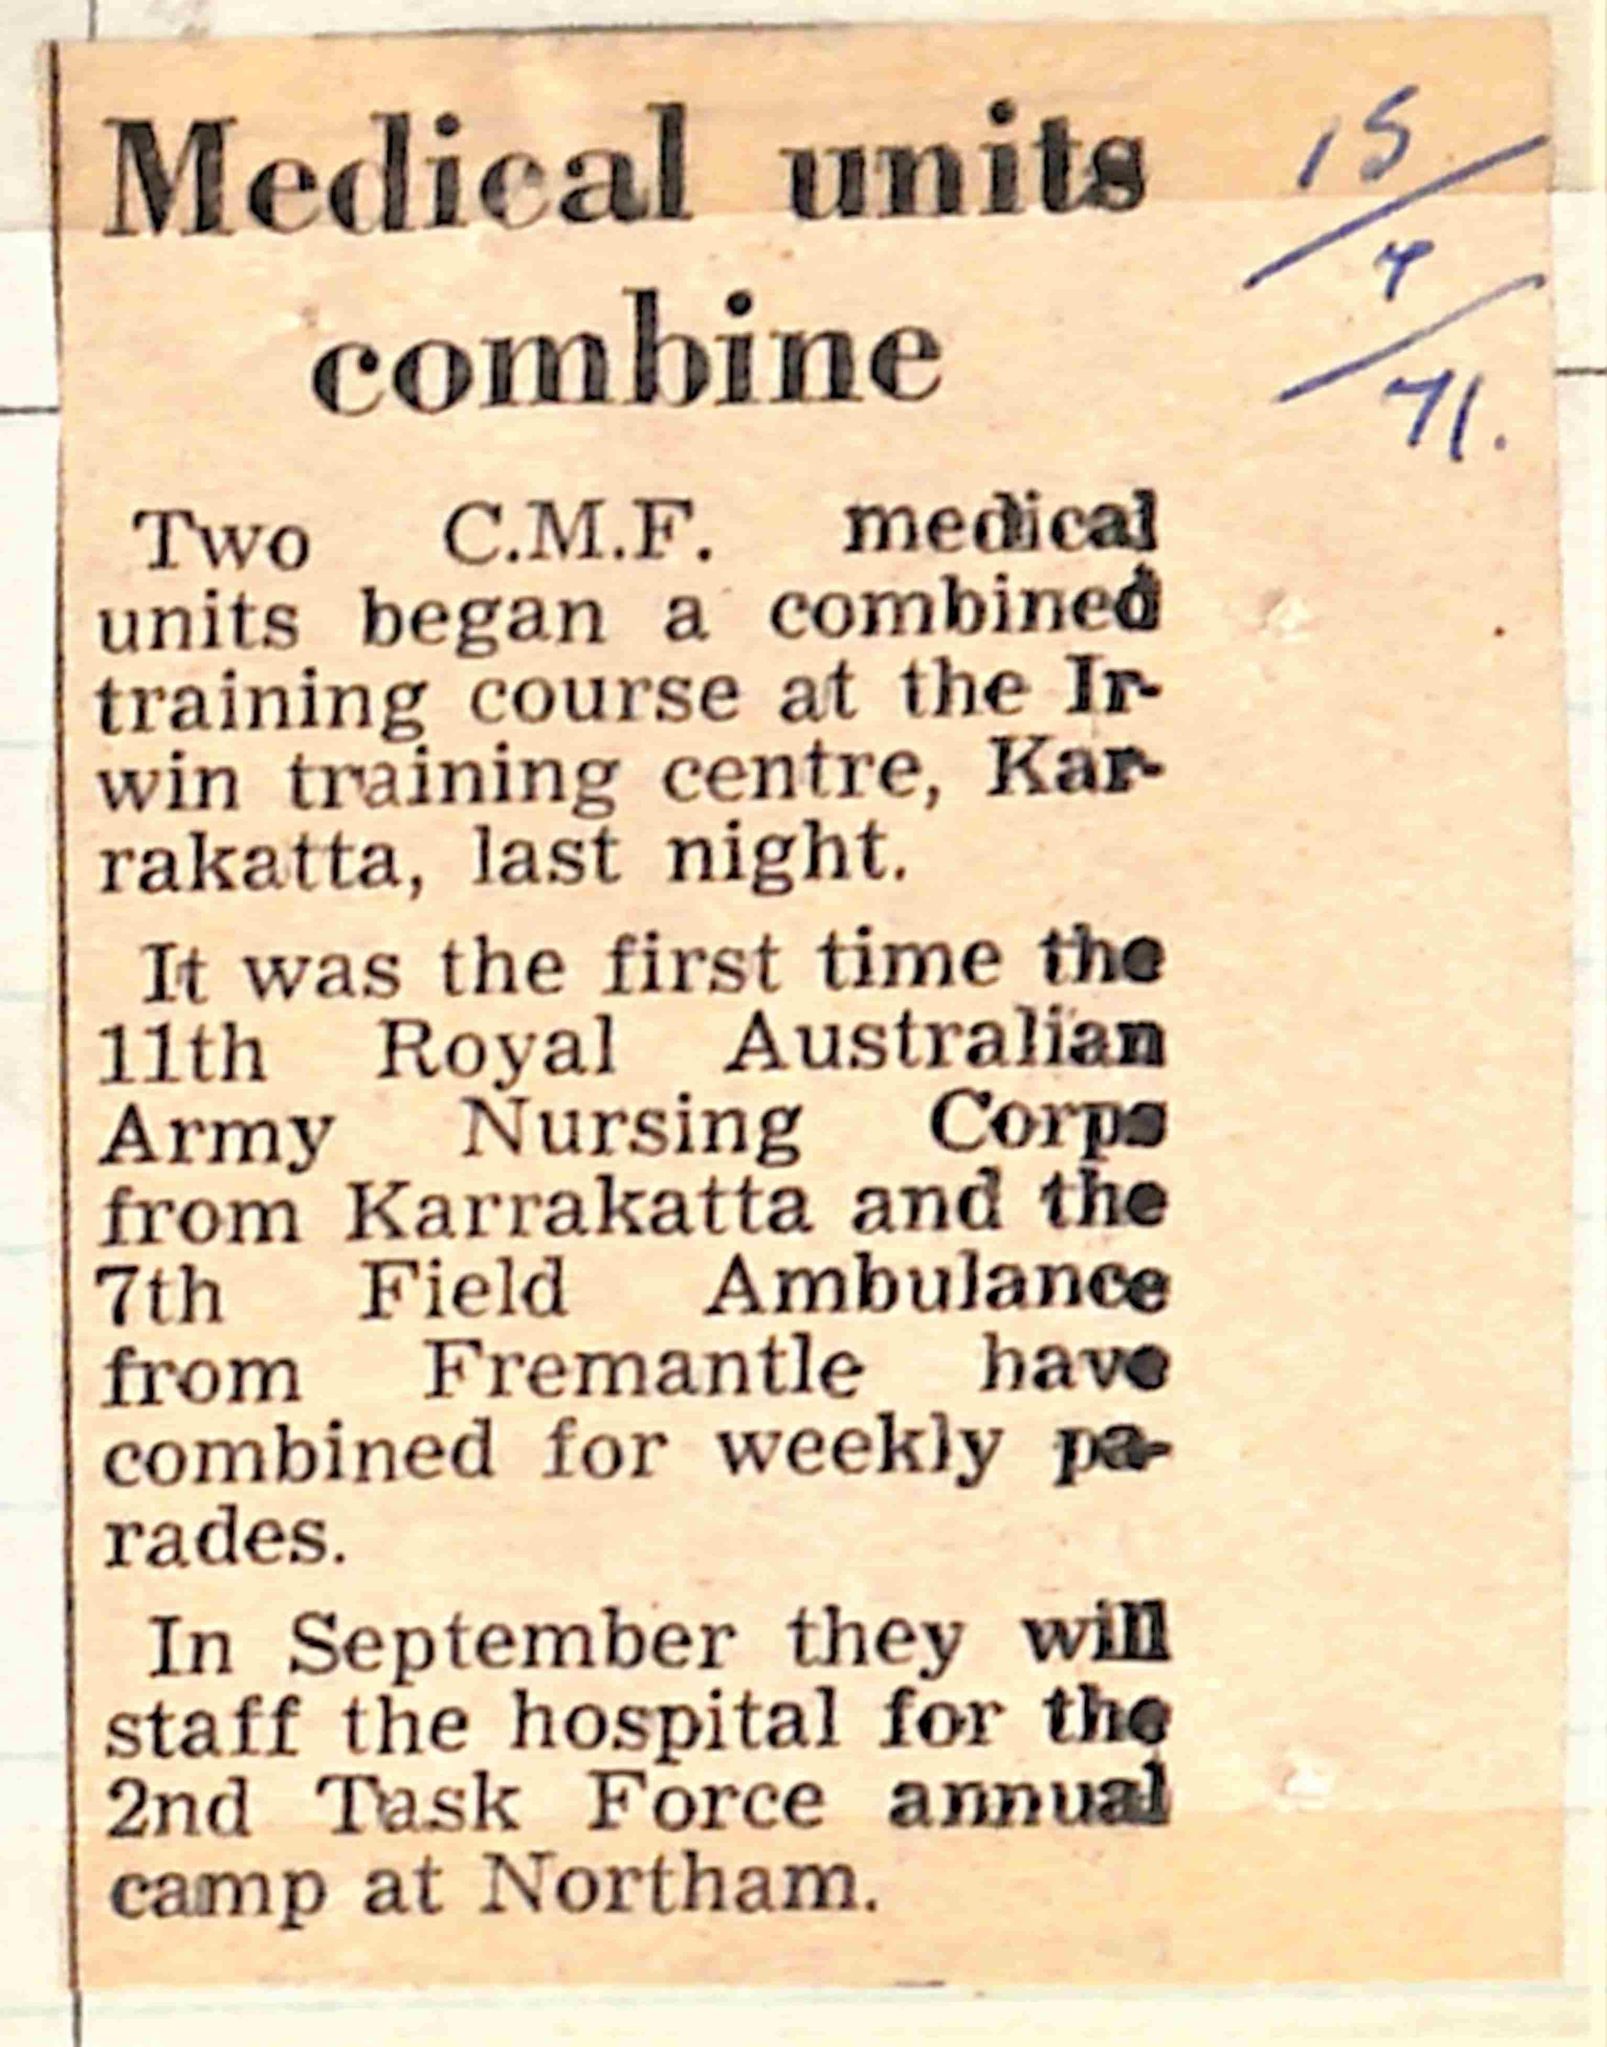 Medical units
combine
15
71.
Two C.M.F. medical
units began a combined
training course at the Ir-
win training centre, Kar-
rakatta, last night.
It was the first time the
11th Royal Australian
Army Nursing Corps
from Karrakatta and the
7th Field Ambulance
from Fremantle have
combined for weekly pa-
rades.
In September they will
staff the hospital for the
2nd Task Force annual
camp at Northam.